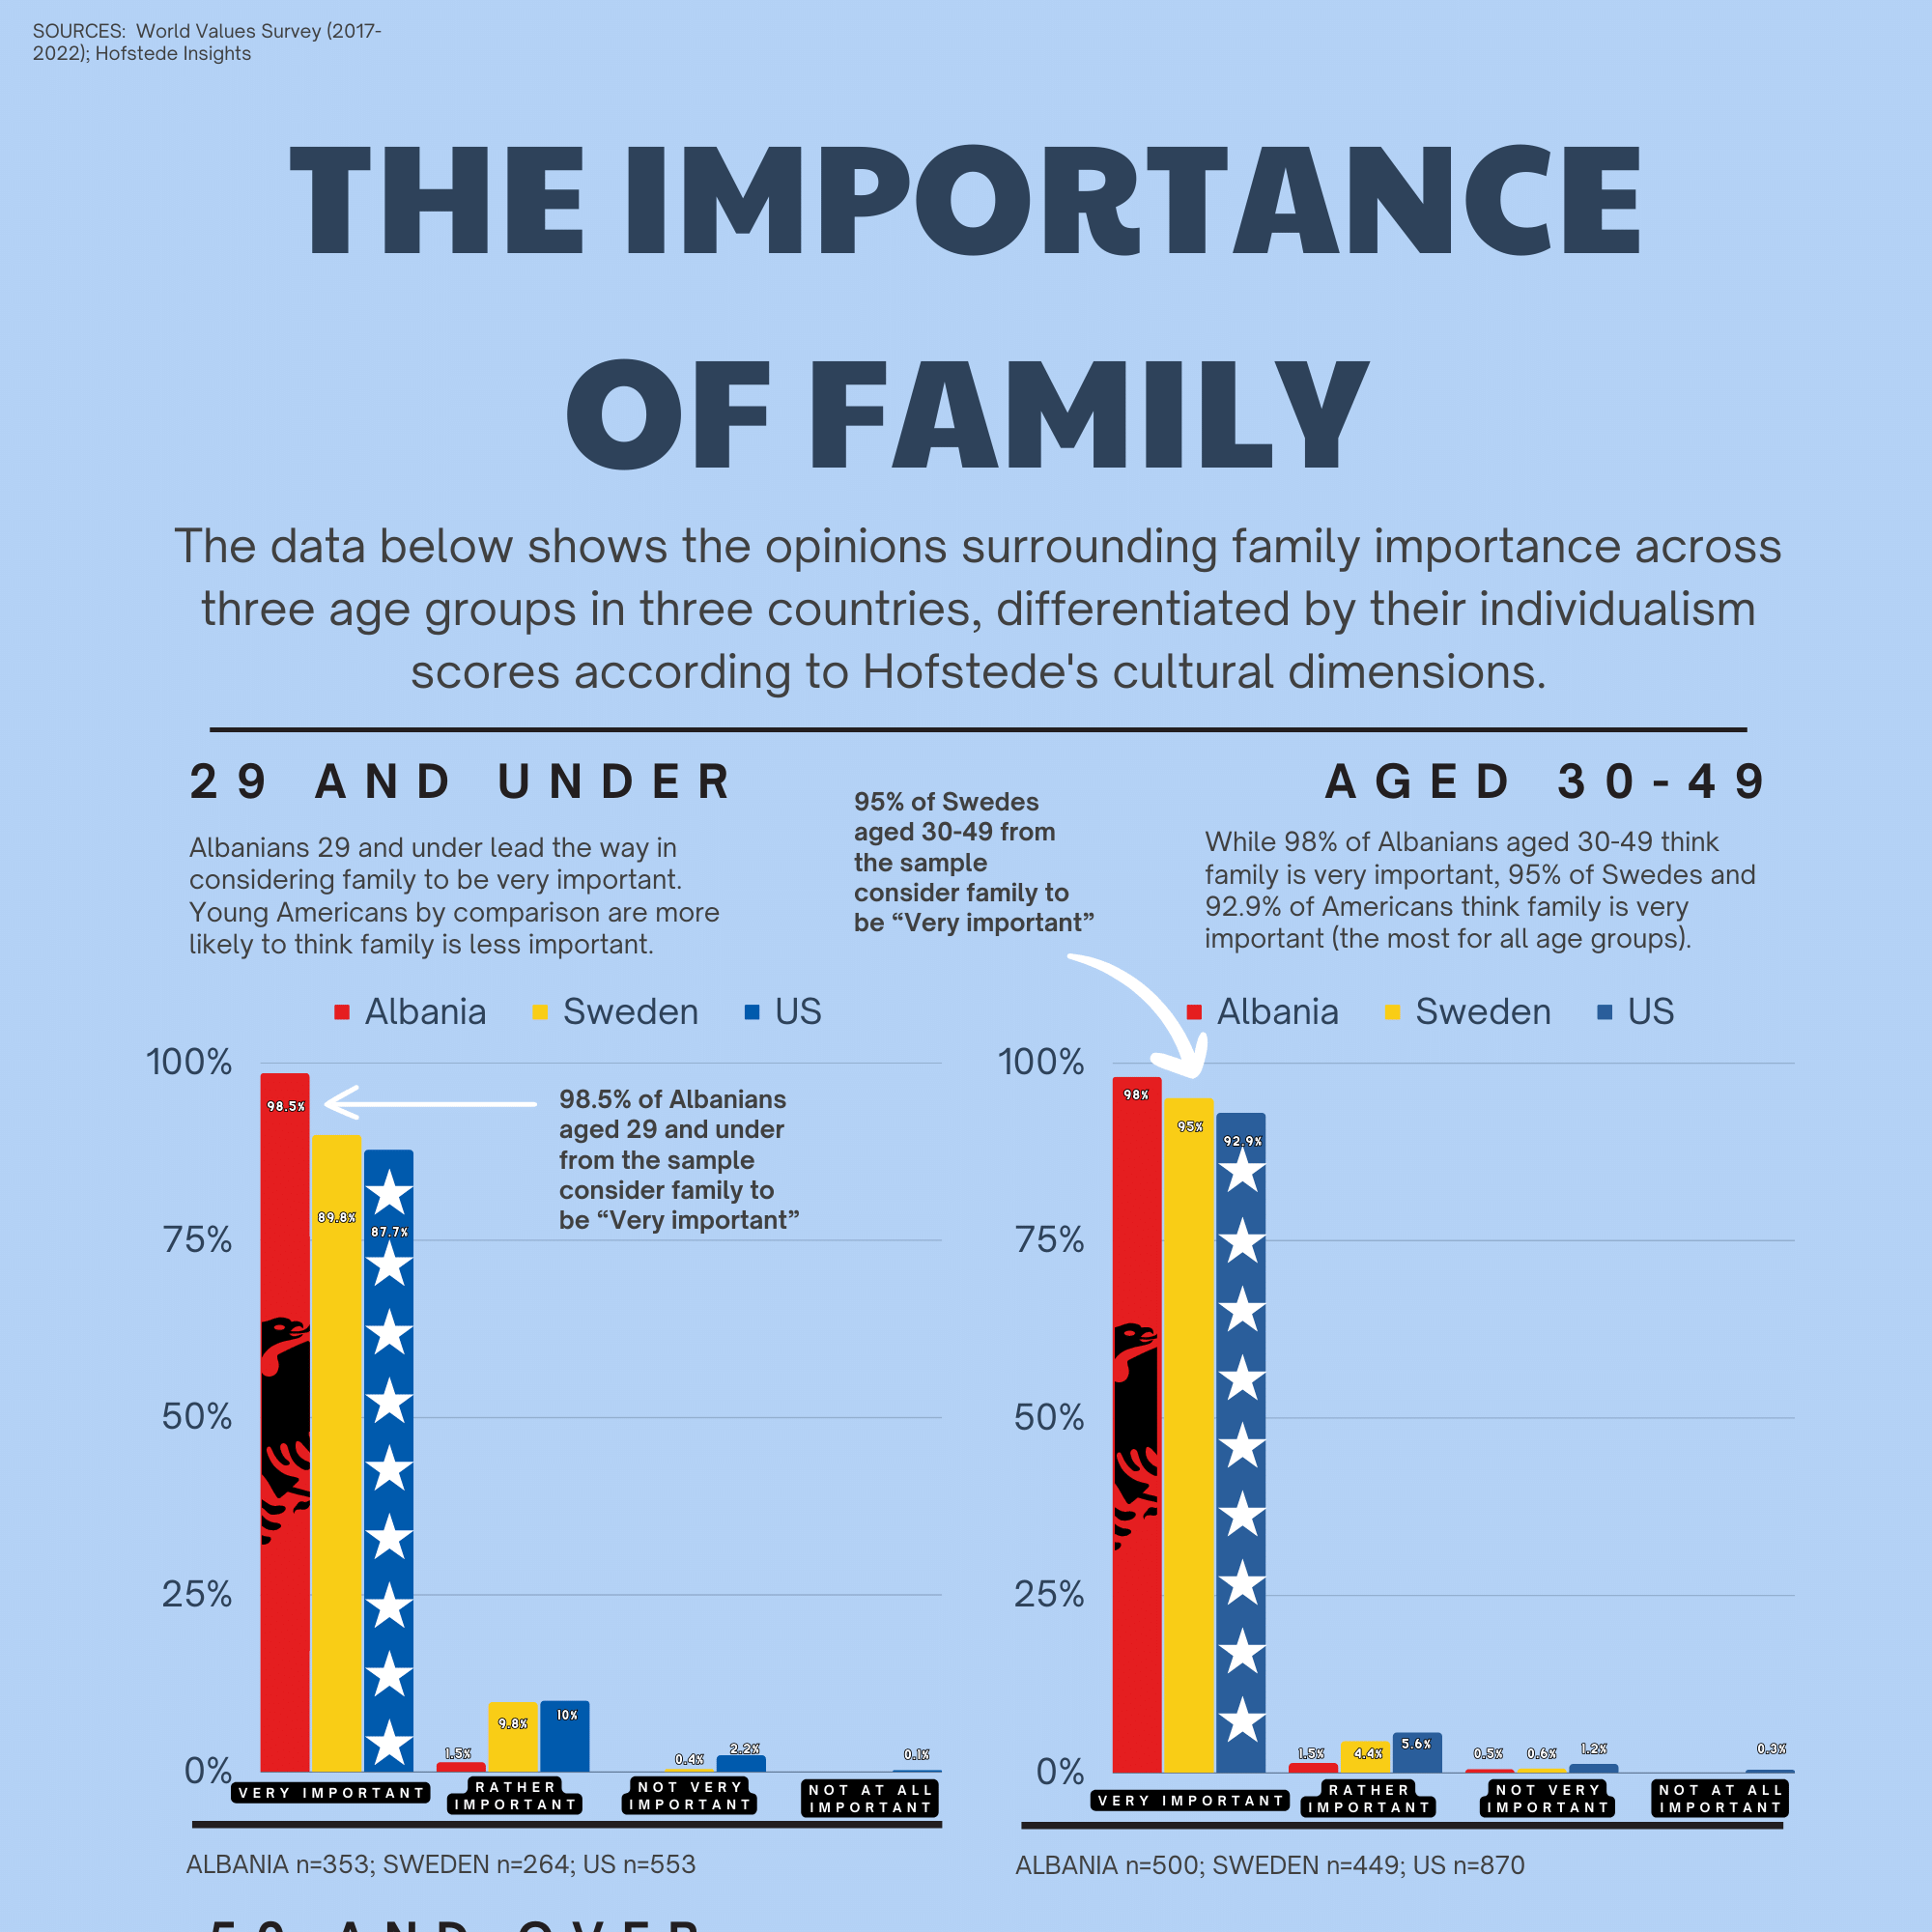 SOURCES: World Values Survey (2017-
2022); Hofstede Insights
THE IMPORTANCE
OF FAMILY
The data below shows the opinions surrounding family importance across
three age groups in three countries, differentiated by their individualism
scores according to Hofstede's cultural dimensions.
29 AND UNDER
Albanians 29 and under lead the way in
considering family to be very important.
Young Americans by comparison are more
likely to think family is less important.
95% of Swedes
aged 30-49 from
the sample
consider family to
be “Very important”
AGED 30-49
While 98% of Albanians aged 30-49 think
family is very important, 95% of Swedes and
92.9% of Americans think family is very
important (the most for all age groups).
Albania Sweden US
100%
75%
50%
25%
0%
98.5%
89.8%
87.7%
98.5% of Albanians
aged 29 and under
from the sample
consider family to
be “Very important”
1.5%
9.8%
10%
0.4%
2.2%
0.1%
VERY IMPORTANT
RATHER
IMPORTANT
NOT VERY
IMPORTANT
NOT AT ALL
IMPORTANT
ALBANIA n=353; SWEDEN n=264; US n=553
Albania Sweden US
100%
75%
50%
25%
0%
98%
95%
92.9%
1.5%
4.4%
5.6%
0.5%
0.6%
1.2%
0.3%
VERY IMPORTANT
RATHER
IMPORTANT
NOT VERY
IMPORTANT
NOT AT ALL
IMPORTANT
ALBANIA n=500; SWEDEN n=449; US n=870
50 AND OVER